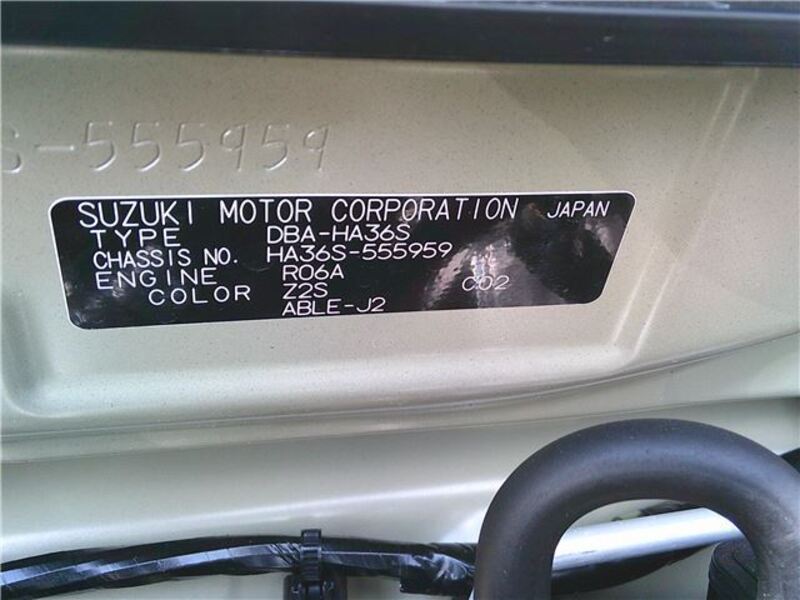 S-555959
SUZUKI MOTOR CORPORATION JAPAN
TYPE DBA-HA36S
CHASSIS NO. HA36S-555959
ENGINE R06A C02
COLOR Z2S
ABLE-J2